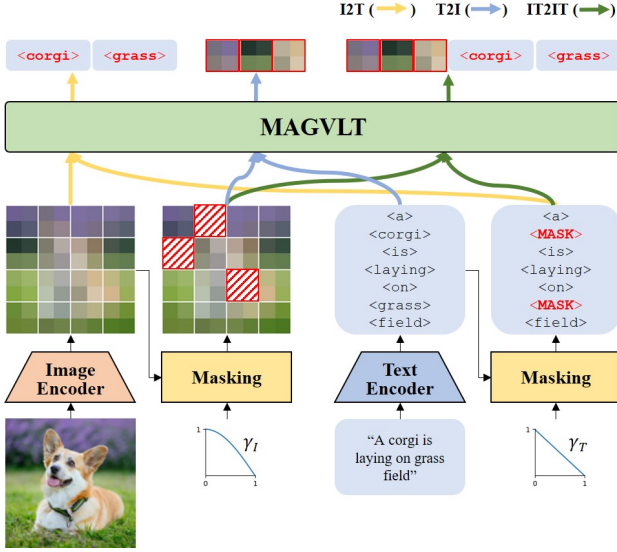 I2T ( ) T2I ( ) IT2IT ( )
<corgi> <grass> <corgi> <grass>
MAGVLT
<a>
<corgi>
<is>
<laying>
<on>
<grass>
<field>
<a>
<MASK>
<is>
<laying>
<on>
<MASK>
<field>
Image
Encoder
Masking
Text
Encoder
Masking
1
γI
0 1
“A corgi is
laying on grass
field”
1
γT
0 1